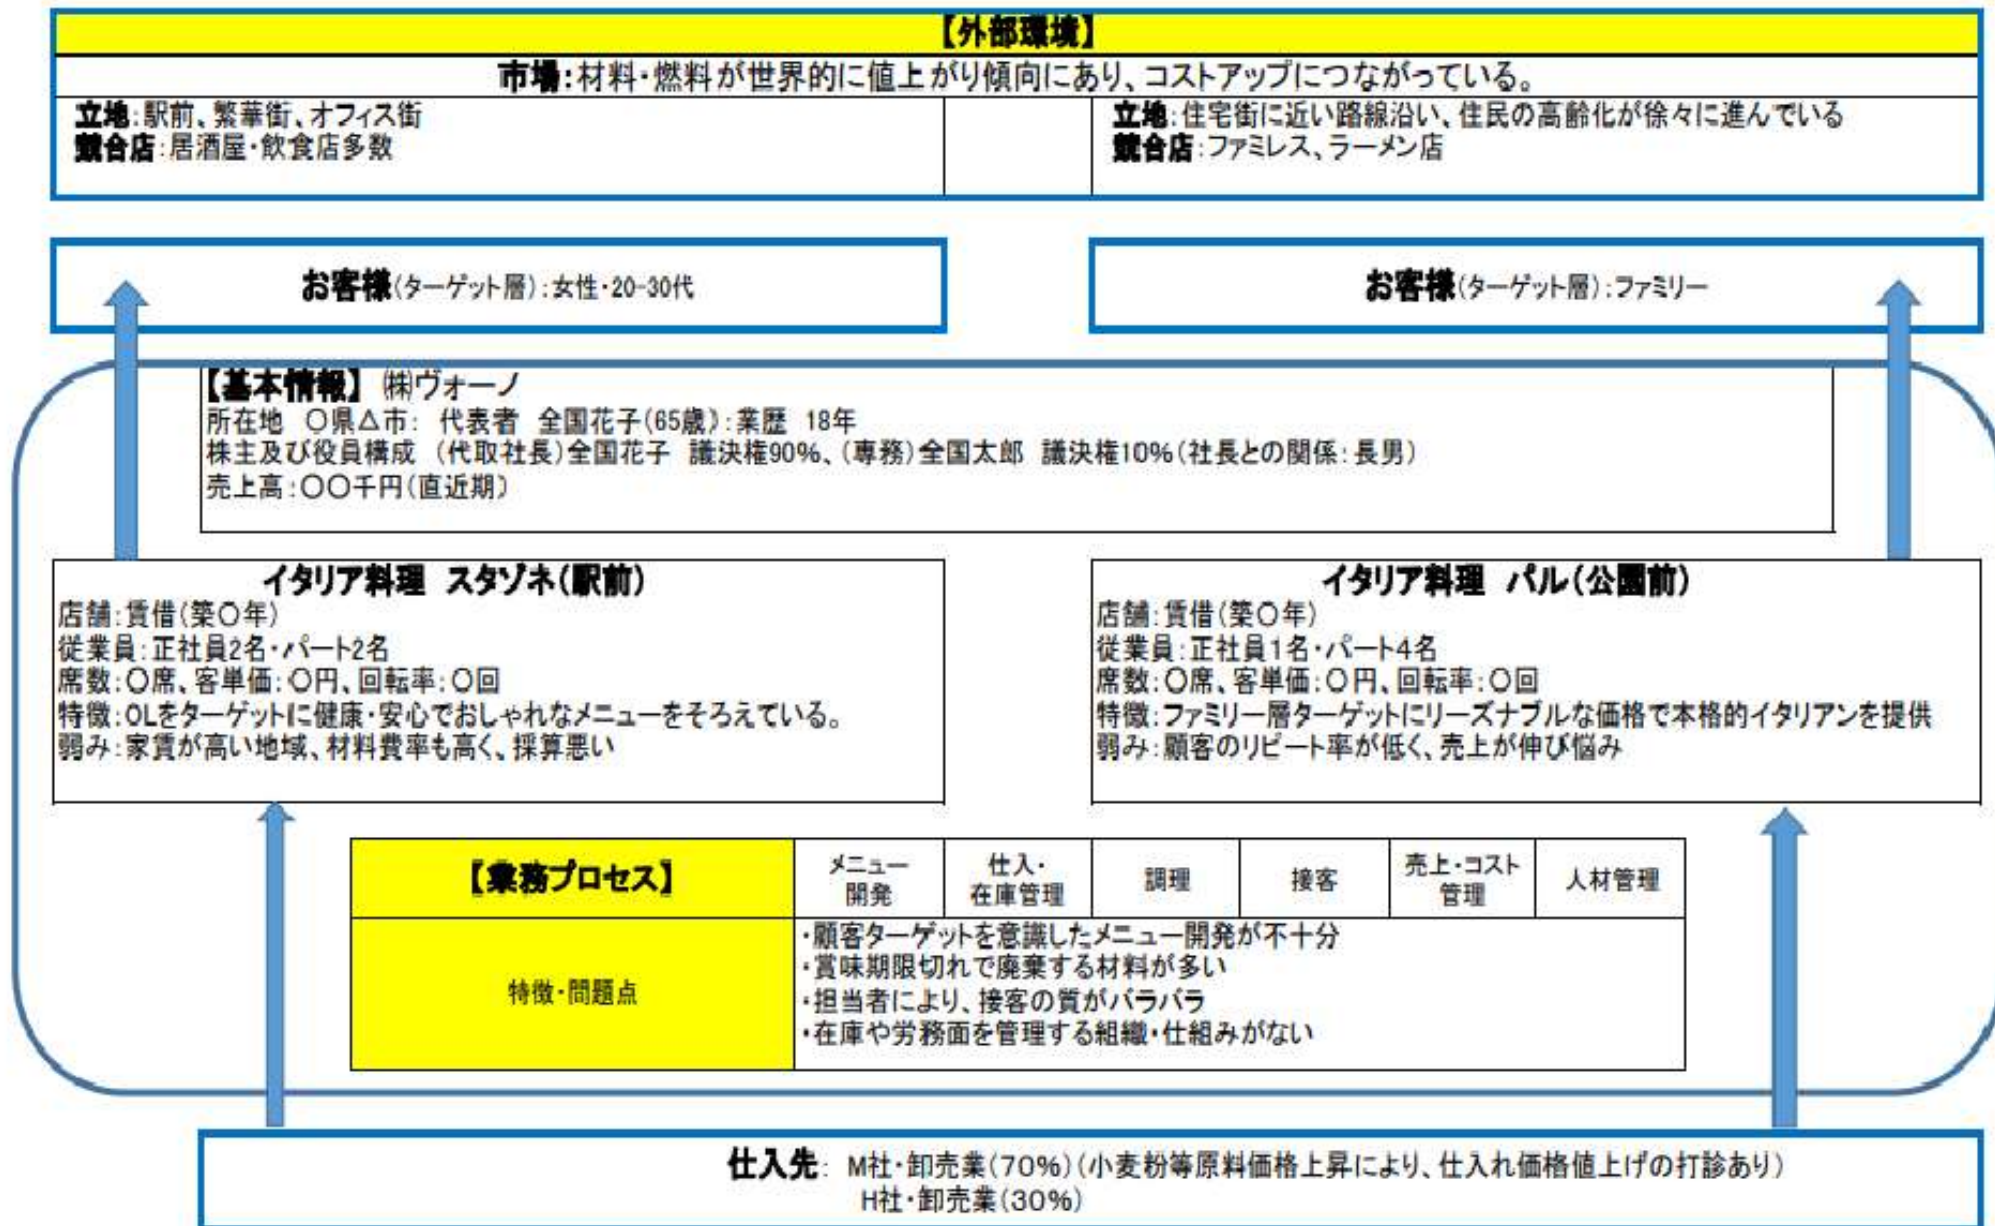 【外部環境】
市場:材料・燃料が世界的に値上がり傾向にあり、コストアップにつながっている。
立地:駅前、繁華街、オフィス街
競合店:居酒屋・飲食店多数
立地:住宅街に近い路線沿い、住民の高齢化が徐々に進んでいる
競合店:ファミレス、ラーメン店
お客様(ターゲット層):女性・20-30代
お客様(ターゲット層):ファミリー
【基本情報】 ㈱ヴォーノ
所在地 〇県△市: 代表者 全国花子(65歳):業歴 18年
株主及び役員構成 (代取社長)全国花子 議決権90%、(専務)全国太郎 議決権10%(社長との関係:長男)
売上高:〇〇千円(直近期)
イタリア料理 スタゾネ(駅前)
店舗:賃借(築〇年)
従業員:正社員2名・パート2名
席数:〇席、客単価:〇円、回転率:〇回
特徴:OLをターゲットに健康・安心でおしゃれなメニューをそろえている。
弱み:家賃が高い地域、材料費率も高く、採算悪い
イタリア料理 パル(公園前)
店舗:賃借(築〇年)
従業員:正社員1名・パート4名
席数:〇席、客単価:〇円、回転率:〇回
特徴:ファミリー層ターゲットにリーズナブルな価格で本格的イタリアンを提供
弱み:顧客のリピート率が低く、売上が伸び悩み
【業務プロセス】
メニュー
開発
仕入・
在庫管理
調理
接客
売上・コスト
管理
人材管理
特徴・問題点
・顧客ターゲットを意識したメニュー開発が不十分
・賞味期限切れで廃棄する材料が多い
・担当者により、接客の質がバラバラ
・在庫や労務面を管理する組織・仕組みがない
仕入先: M社・卸売業(70%)(小麦粉等原料価格上昇により、仕入れ価格値上げの打診あり)
H社・卸売業(30%)